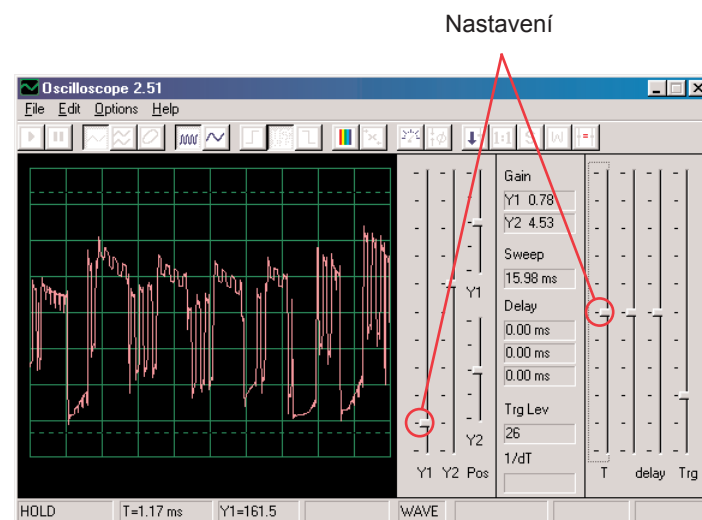 Nastavení
Oscilloscope 2.51
File Edit Options Help
1:1 S W
Gain
Y1 0.78
Y2 4.53
Sweep
15.98 ms
Y1
Delay
0.00 ms
0.00 ms
0.00 ms
Trg Lev
26
Y2
1/dT
Y1 Y2 Pos
T delay Trg
HOLD T=1.17 ms Y1=161.5 WAVE